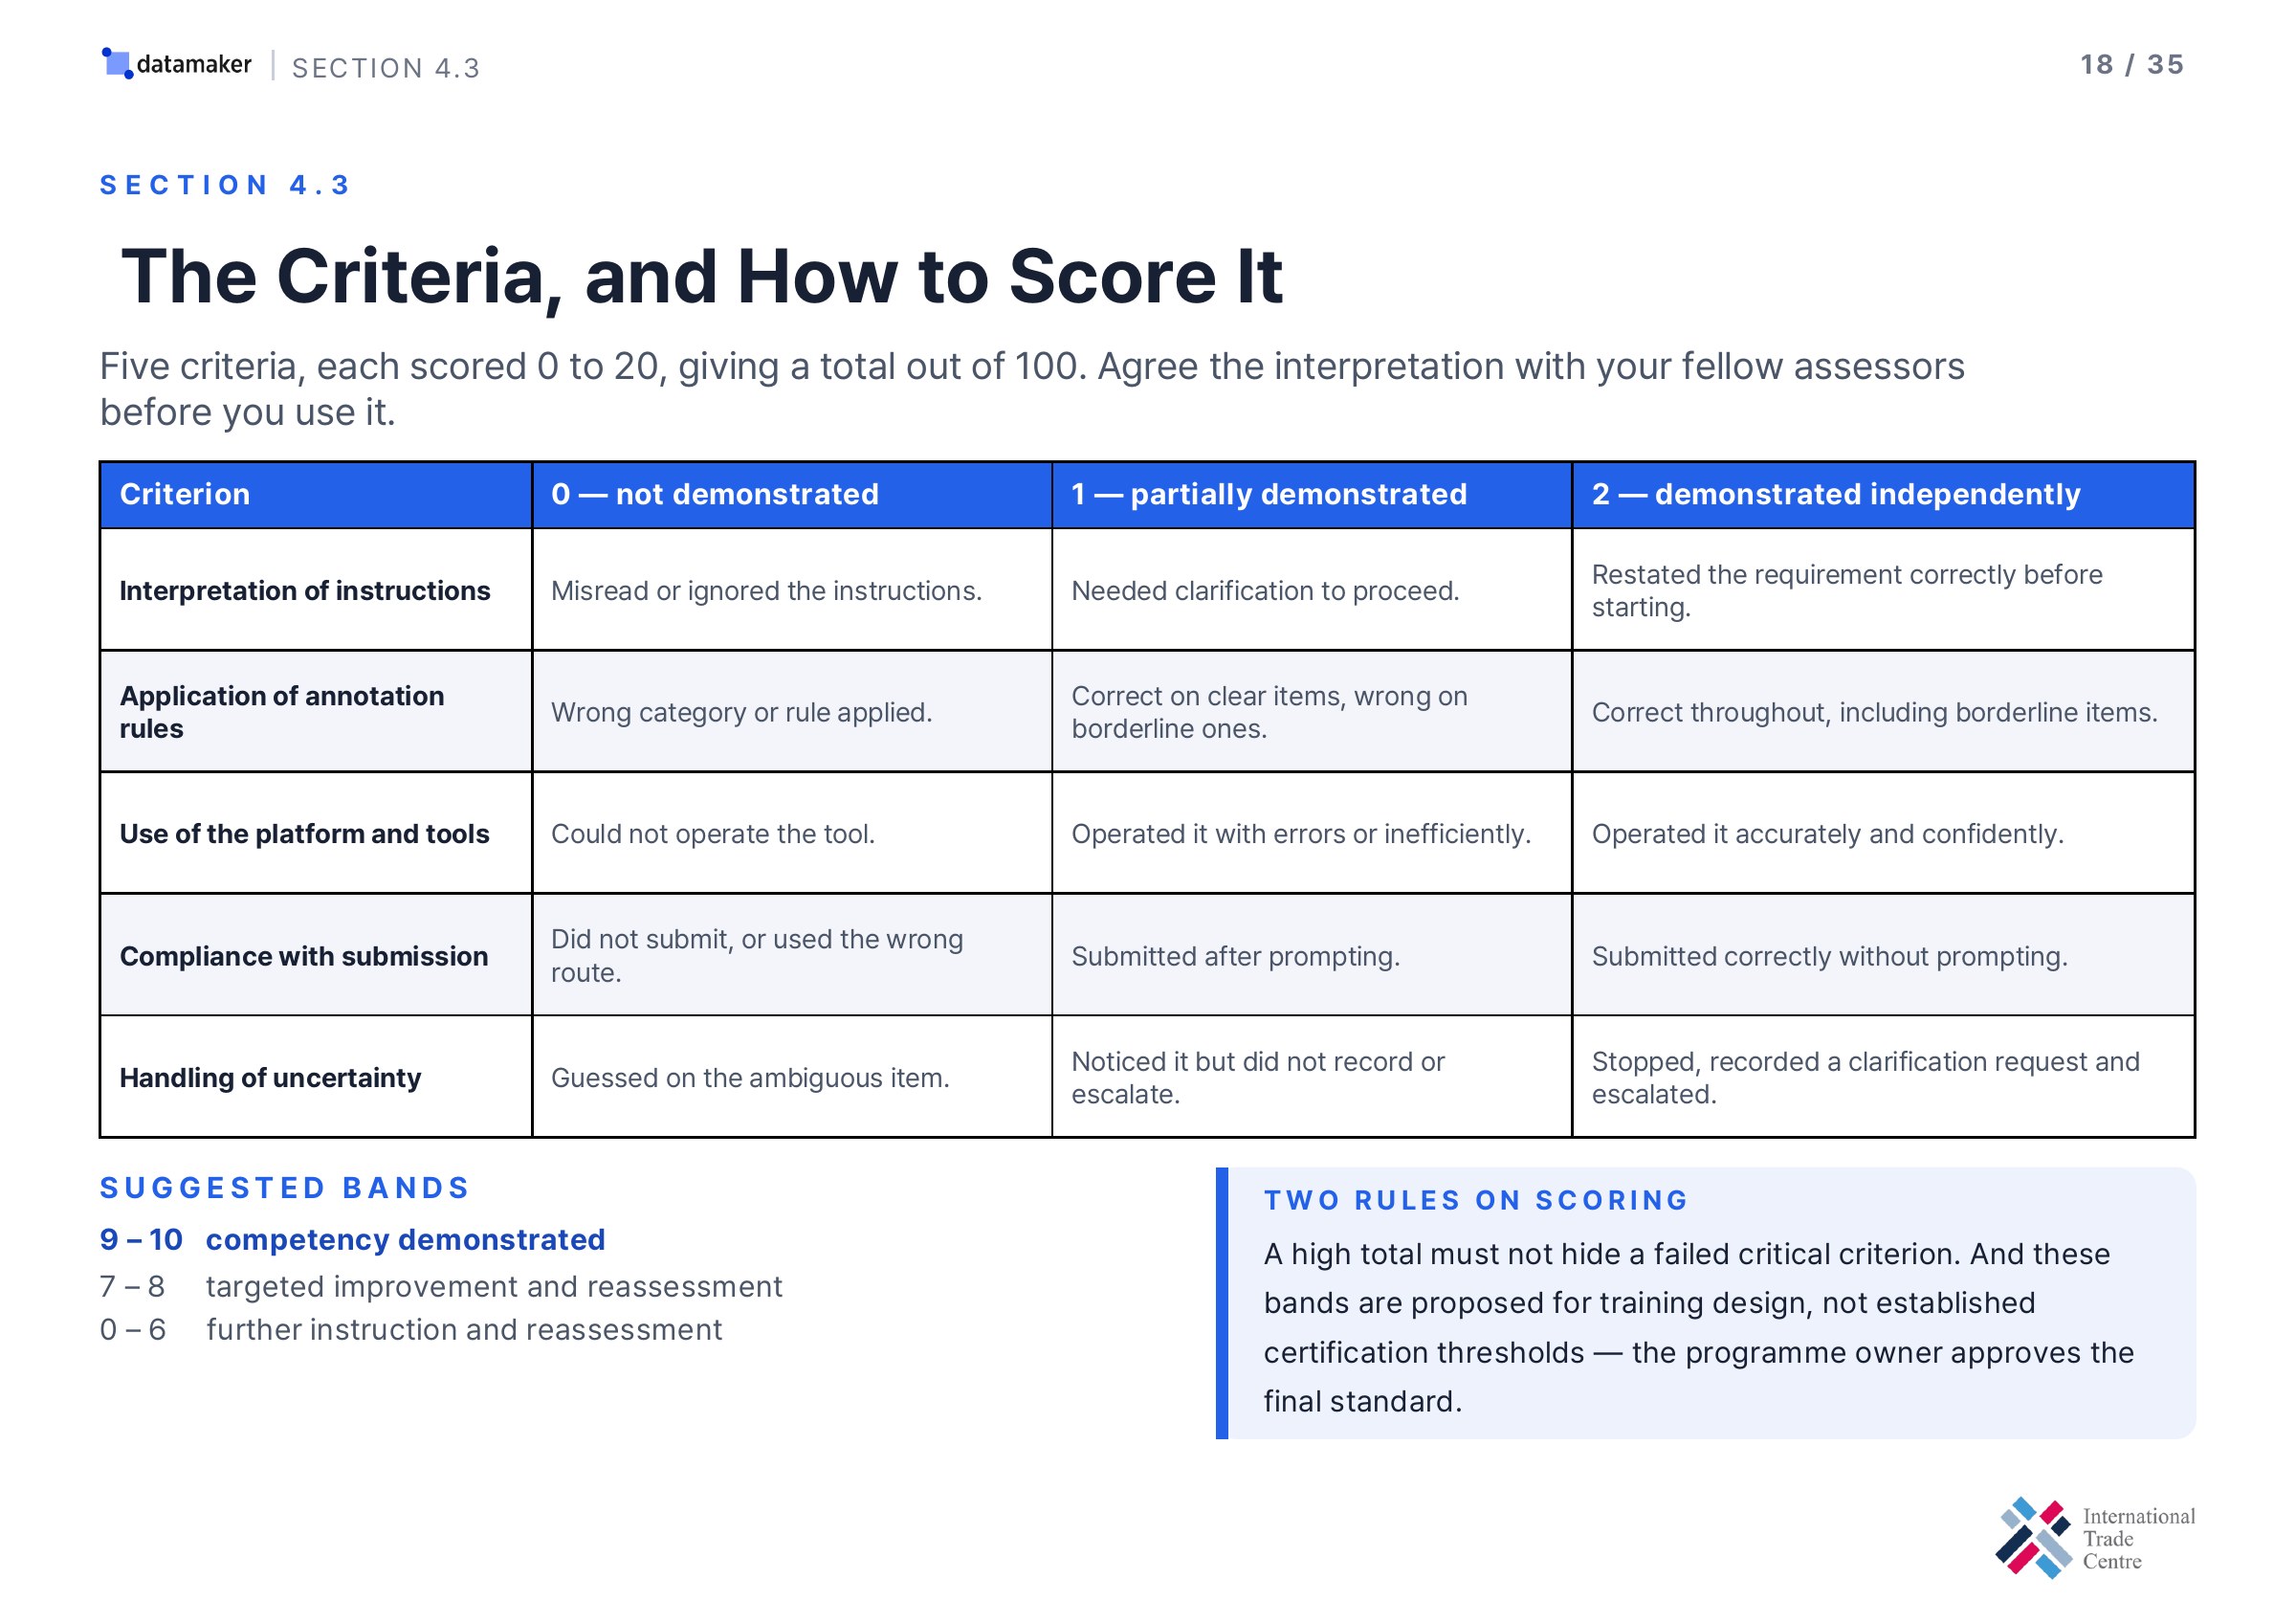 datamaker | SECTION 4.3
18 / 35
SECTION 4.3
The Criteria, and How to Score It
Five criteria, each scored 0 to 20, giving a total out of 100. Agree the interpretation with your fellow assessors
before you use it.
Criterion
0 — not demonstrated
1 — partially demonstrated
2 — demonstrated independently
Interpretation of instructions
Misread or ignored the instructions.
Needed clarification to proceed.
Restated the requirement correctly before
starting.
Application of annotation
rules
Wrong category or rule applied.
Correct on clear items, wrong on
borderline ones.
Correct throughout, including borderline items.
Use of the platform and tools
Could not operate the tool.
Operated it with errors or inefficiently.
Operated it accurately and confidently.
Compliance with submission
Did not submit, or used the wrong
route.
Submitted after prompting.
Submitted correctly without prompting.
Handling of uncertainty
Guessed on the ambiguous item.
Noticed it but did not record or
escalate.
Stopped, recorded a clarification request and
escalated.
SUGGESTED BANDS
9 – 10 competency demonstrated
7 – 8 targeted improvement and reassessment
0 – 6 further instruction and reassessment
TWO RULES ON SCORING
A high total must not hide a failed critical criterion. And these
bands are proposed for training design, not established
certification thresholds — the programme owner approves the
final standard.
International
Trade
Centre